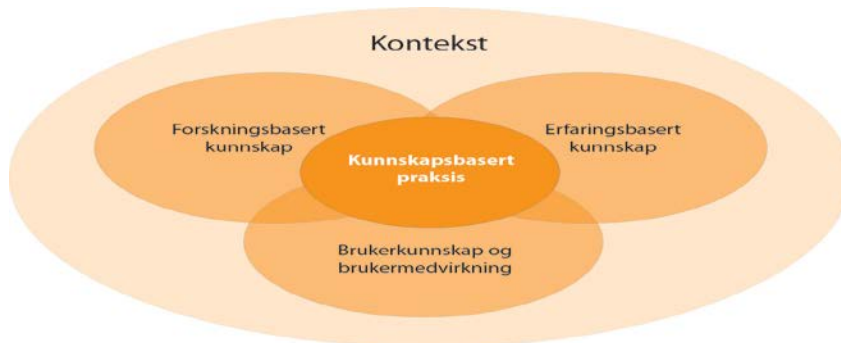 Kontekst
Forskningsbasert
kunnskap
Erfaringsbasert
kunnskap
Kunnskapsbasert
praksis
Brukerkunnskap og
brukermedvirkning